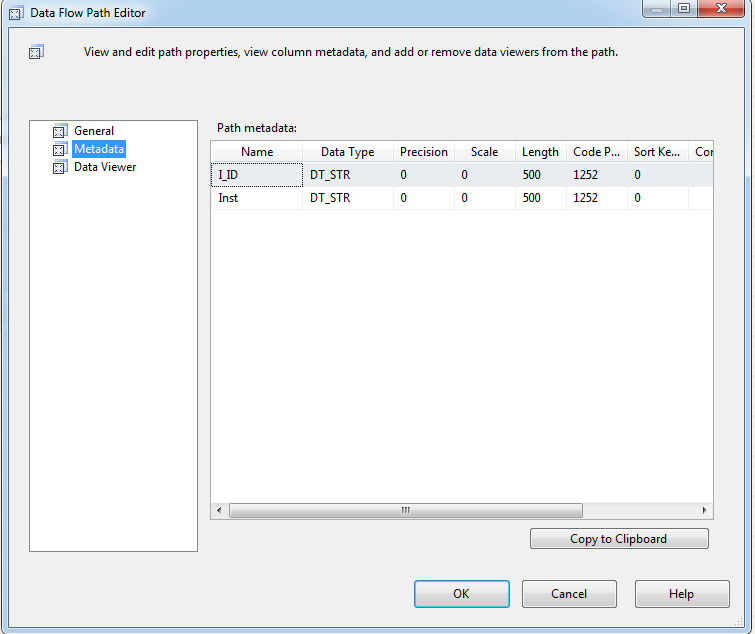 Data Flow Path Editor
View and edit path properties, view column metadata, and add or remove data viewers from the path.
General
Metadata
Data Viewer
Path metadata:
Name Data Type Precision Scale Length Code P... Sort Ke... Cor
I_ID DT_STR 0 0 500 1252 0
Inst DT_STR 0 0 500 1252 0
Copy to Clipboard
OK Cancel Help